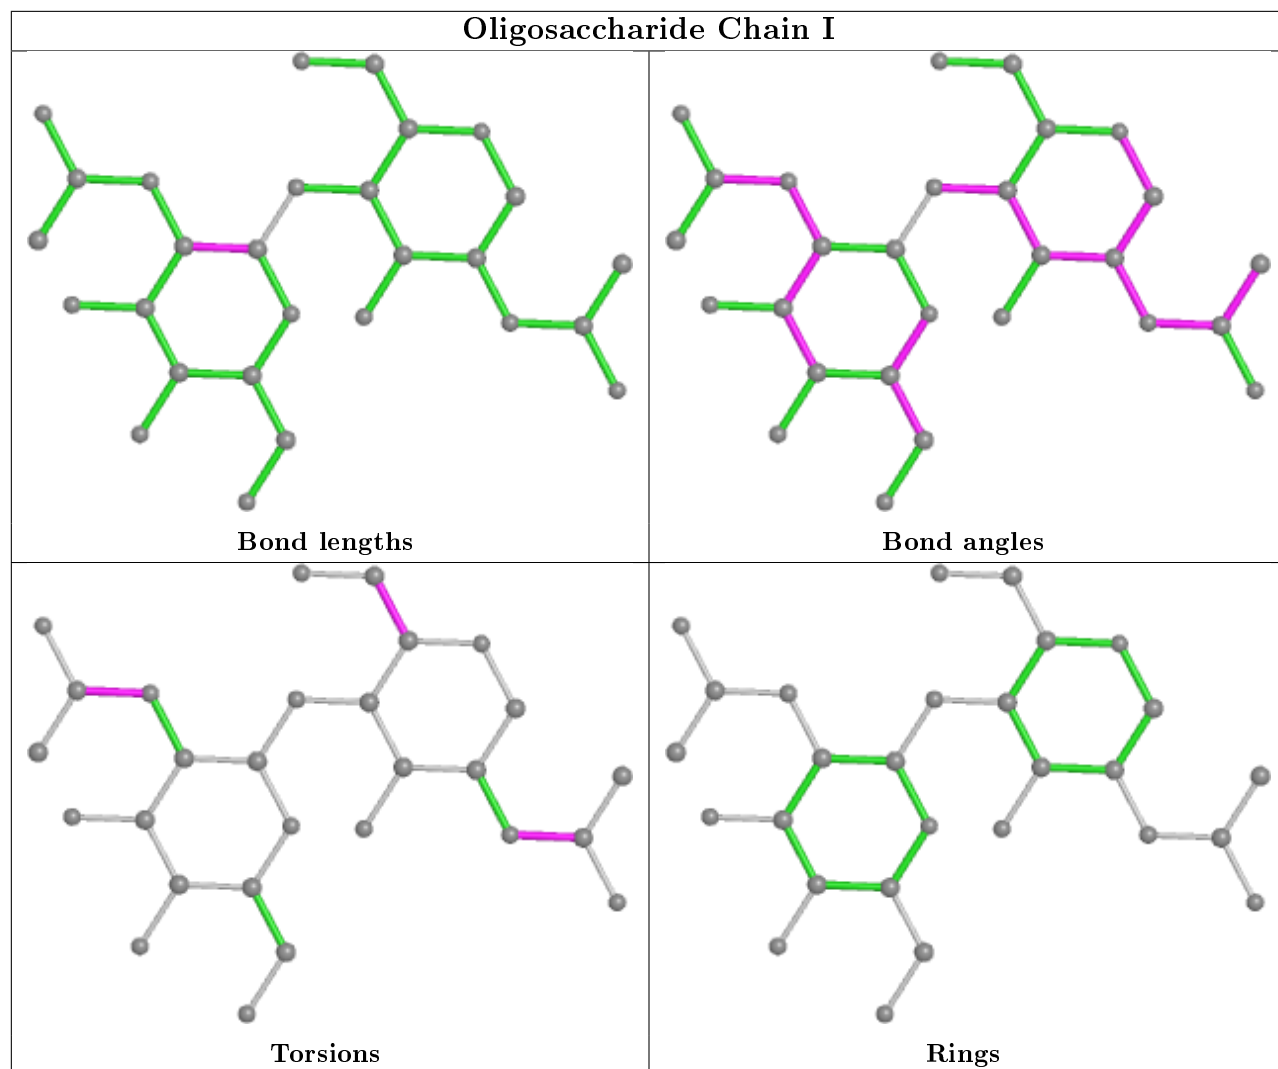 Oligosaccharide Chain I
Bond lengths
Bond angles
Torsions
Rings